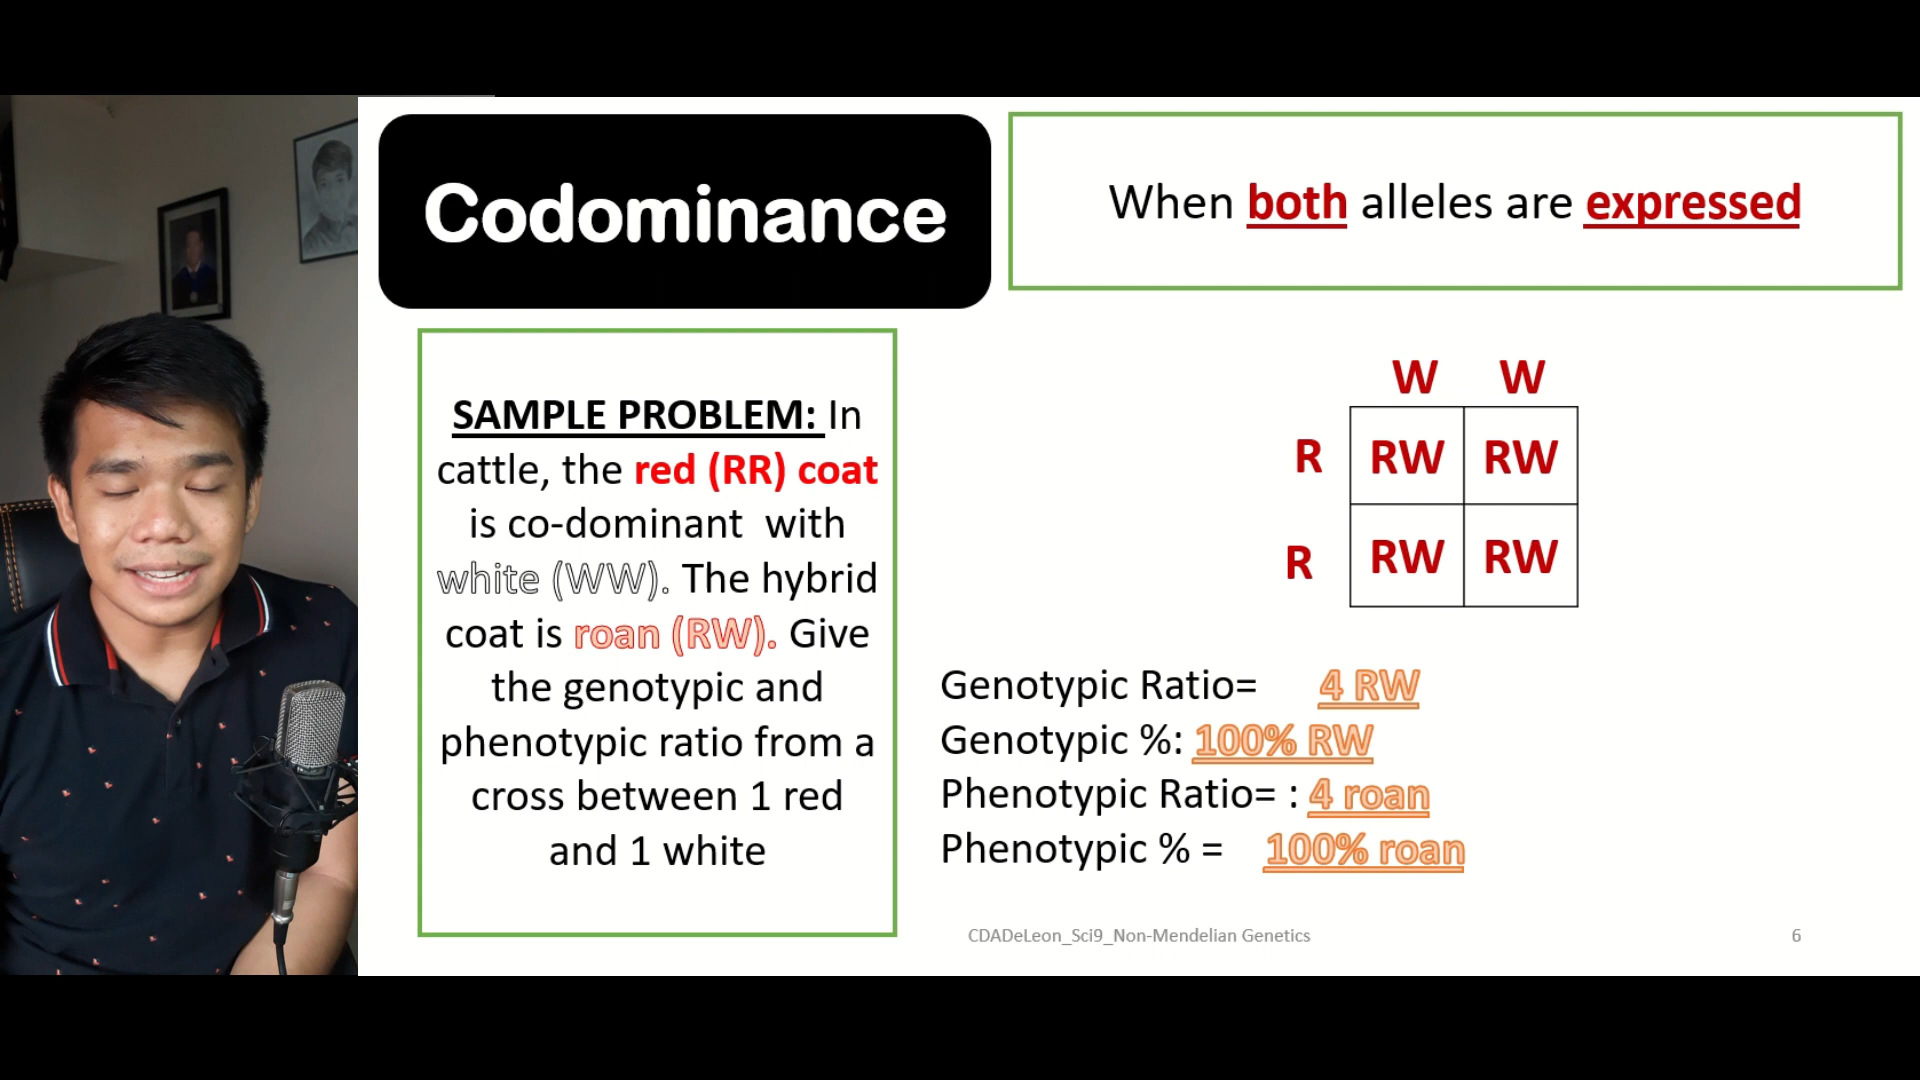 Codominance
When both alleles are expressed
SAMPLE PROBLEM: In
cattle, the red (RR) coat
is co-dominant with
white (WW). The hybrid
coat is roan (RW). Give
the genotypic and
phenotypic ratio from a
cross between 1 red
and 1 white
W W
R RW RW
R RW RW
Genotypic Ratio= 4 RW
Genotypic %: 100% RW
Phenotypic Ratio= : 4 roan
Phenotypic % = 100% roan
CDADeLeon_Sci9_Non-Mendelian Genetics 6